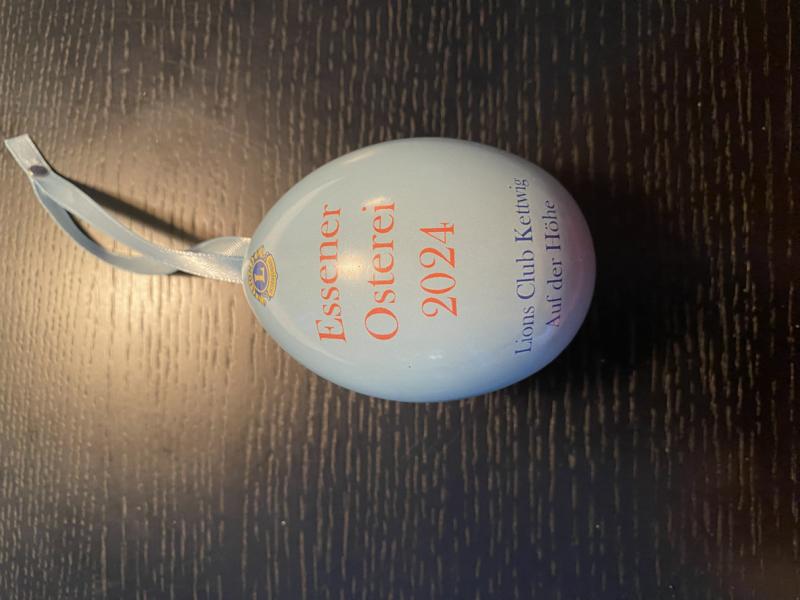 Essener
Osterei
2024
Lions Club Kettwig
Auf der Höhe